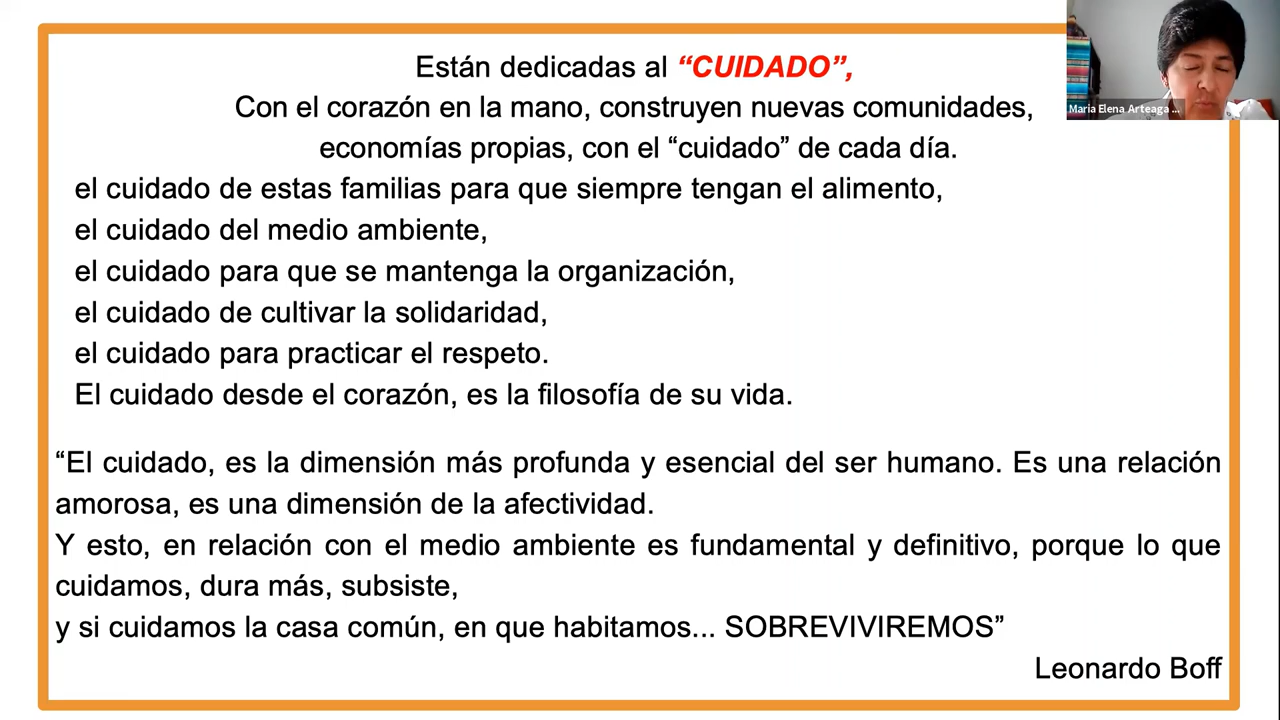 Están dedicadas al “CUIDADO”,
Con el corazón en la mano, construyen nuevas comunidades,
economías propias, con el “cuidado” de cada día.
el cuidado de estas familias para que siempre tengan el alimento,
el cuidado del medio ambiente,
el cuidado para que se mantenga la organización,
el cuidado de cultivar la solidaridad,
el cuidado para practicar el respeto.
El cuidado desde el corazón, es la filosofía de su vida.
“El cuidado, es la dimensión más profunda y esencial del ser humano. Es una relación
amorosa, es una dimensión de la afectividad.
Y esto, en relación con el medio ambiente es fundamental y definitivo, porque lo que
cuidamos, dura más, subsiste,
y si cuidamos la casa común, en que habitamos... SOBREVIVIREMOS”
Leonardo Boff
Maria Elena Arteaga ...